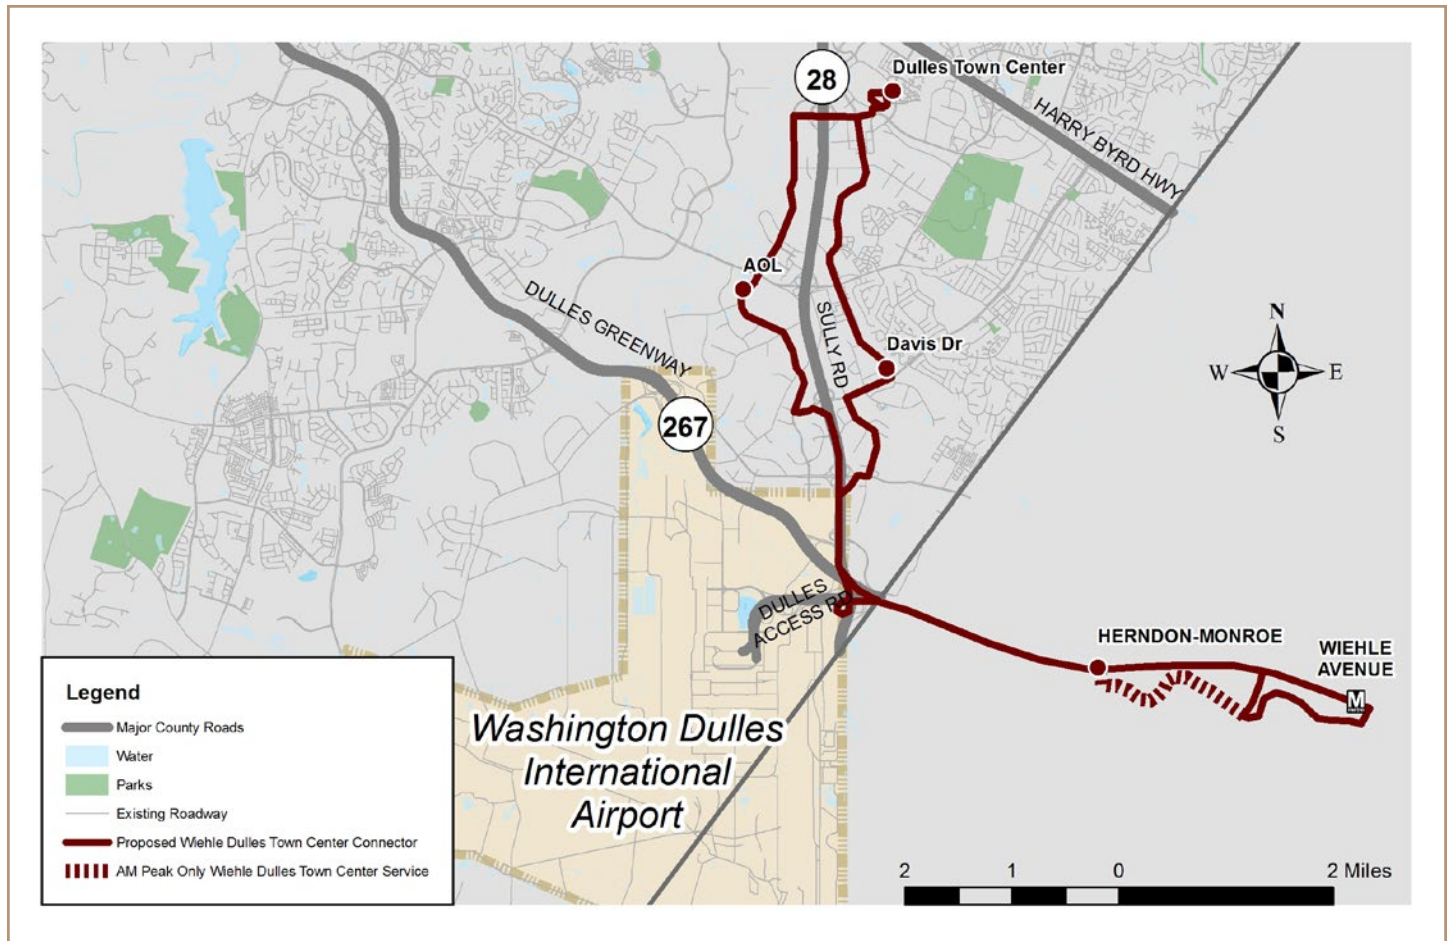 28
Dulles Town Center
HARRY BYRD HWY
AOL
DULLES GREENWAY
SULLY RD
Davis Dr
N
W
E
S
267
DULLES
ACCESS RD
HERNDON-MONROE
WIEHLE
AVENUE
M
Washington Dulles
International
Airport
Legend
Major County Roads
Water
Parks
Existing Roadway
Proposed Wiehle Dulles Town Center Connector
AM Peak Only Wiehle Dulles Town Center Service
2 1 0 2 Miles